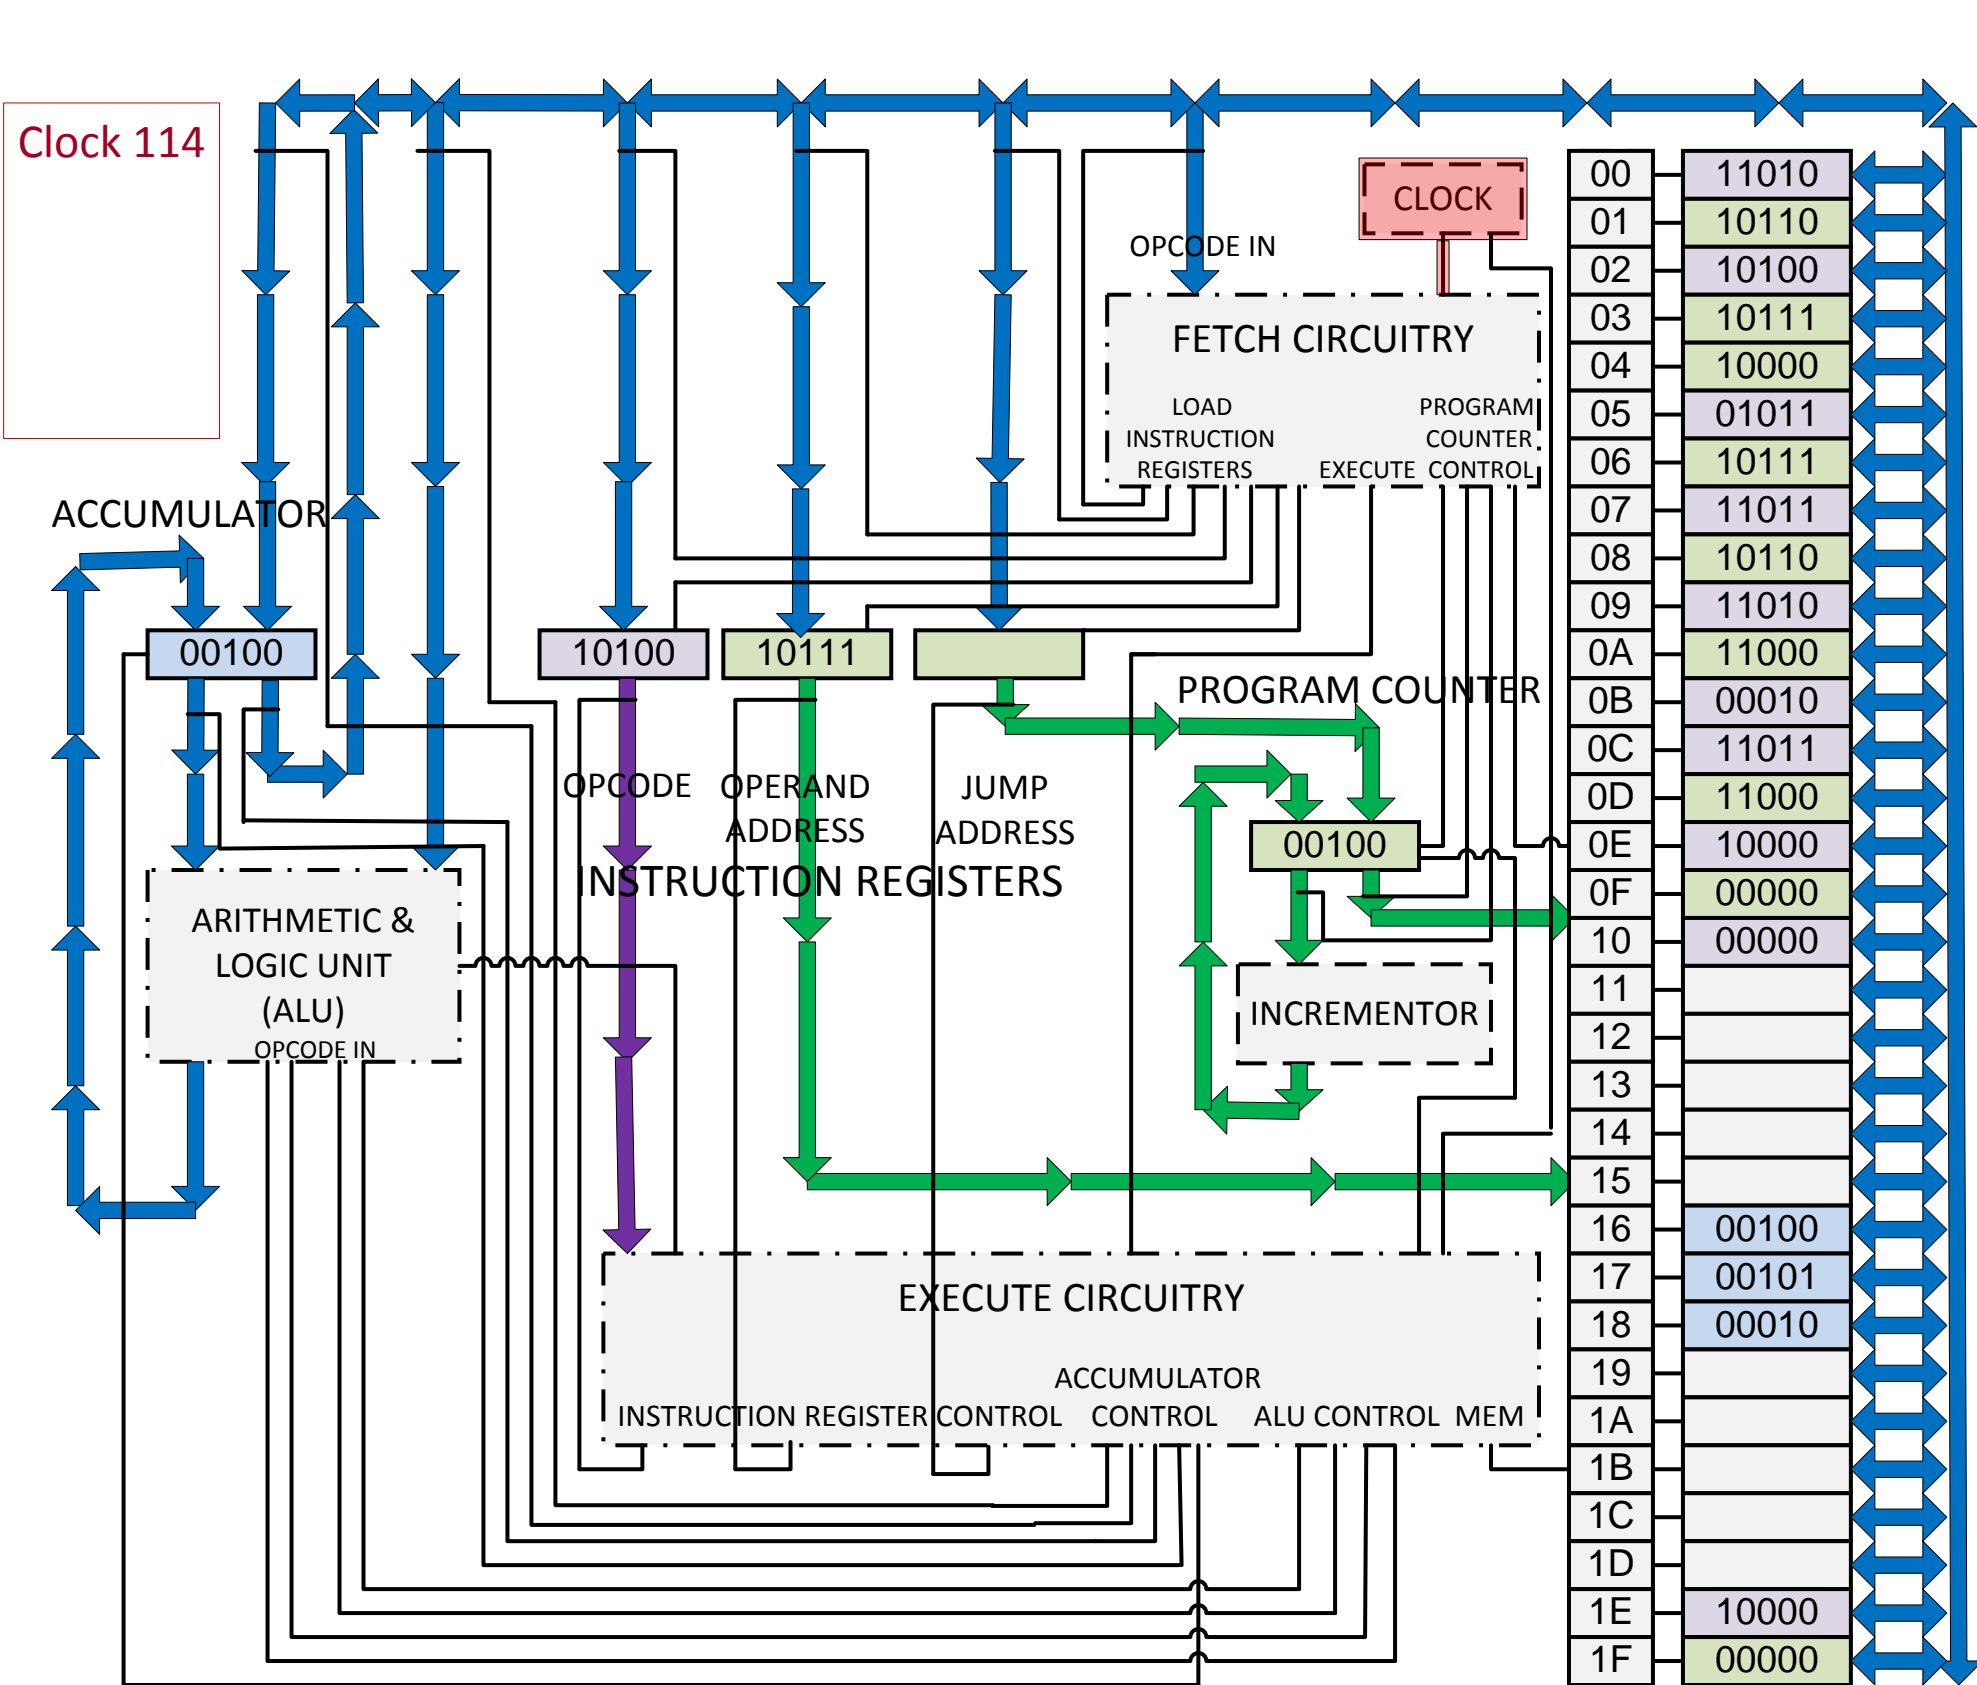 Clock 114
CLOCK
OPCODE IN
FETCH CIRCUITRY
LOAD
INSTRUCTION
REGISTERS
EXECUTE
PROGRAM
COUNTER
CONTROL
ACCUMULATOR
00100
10100
10111
PROGRAM COUNTER
OPCODE
OPERAND
ADDRESS
JUMP
ADDRESS
INSTRUCTION REGISTERS
00100
INCREMENTOR
ARITHMETIC &
LOGIC UNIT
(ALU)
OPCODE IN
EXECUTE CIRCUITRY
INSTRUCTION REGISTER CONTROL
ACCUMULATOR
CONTROL
ALU CONTROL
MEM
00 11010
01 10110
02 10100
03 10111
04 10000
05 01011
06 10111
07 11011
08 10110
09 11010
0A 11000
0B 00010
0C 11011
0D 11000
0E 10000
0F 00000
10 00000
11
12
13
14
15
16 00100
17 00101
18 00010
19
1A
1B
1C
1D
1E 10000
1F 00000